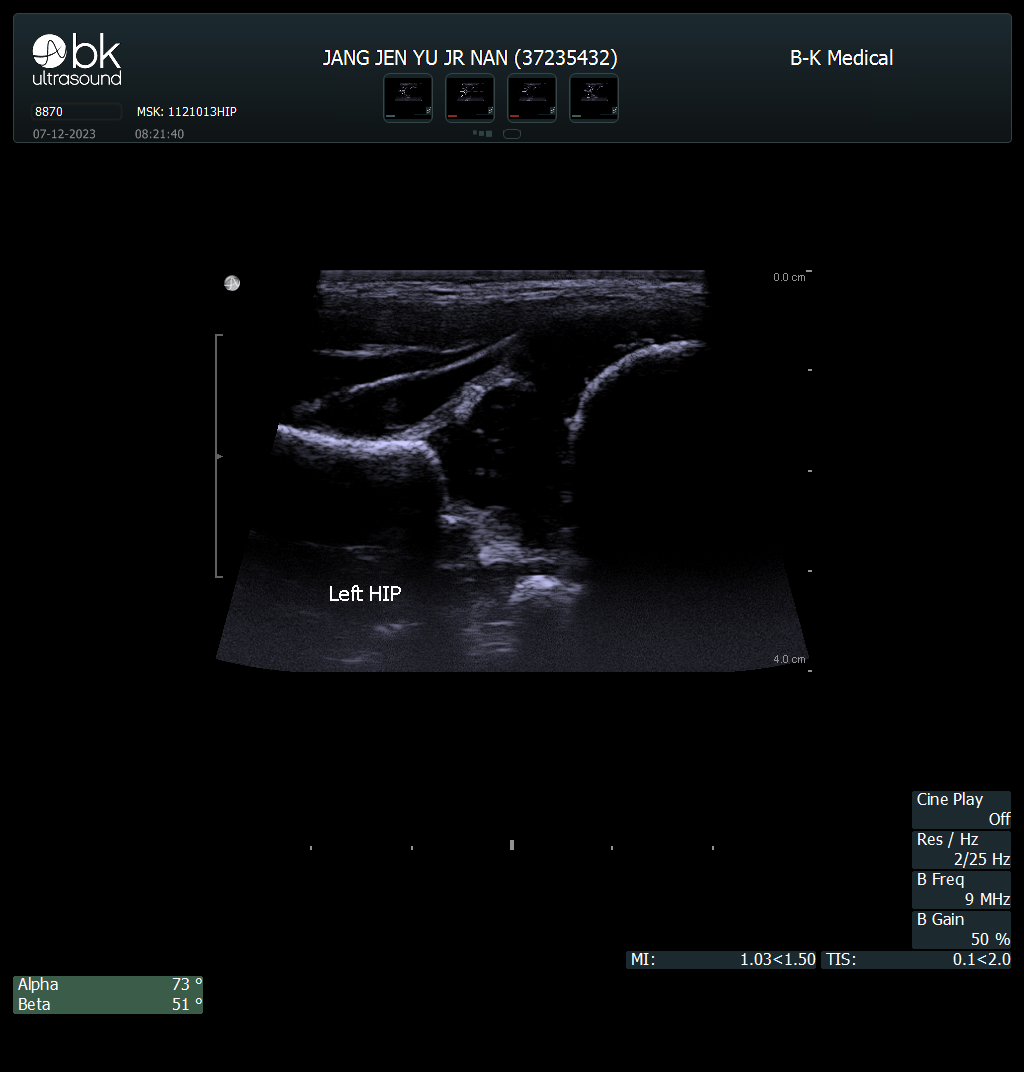 bk
ultrasound
JANG JEN YU JR NAN (37235432)
B-K Medical
8870
MSK: 1121013HIP
07-12-2023
08:21:40
0.0 cm
Left HIP
4.0 cm
Cine Play
Off
Res / Hz
2/25 Hz
B Freq
9 MHz
B Gain
50 %
MI: 1.03<1.50
TIS: 0.1<2.0
Alpha 73 º
Beta 51 º